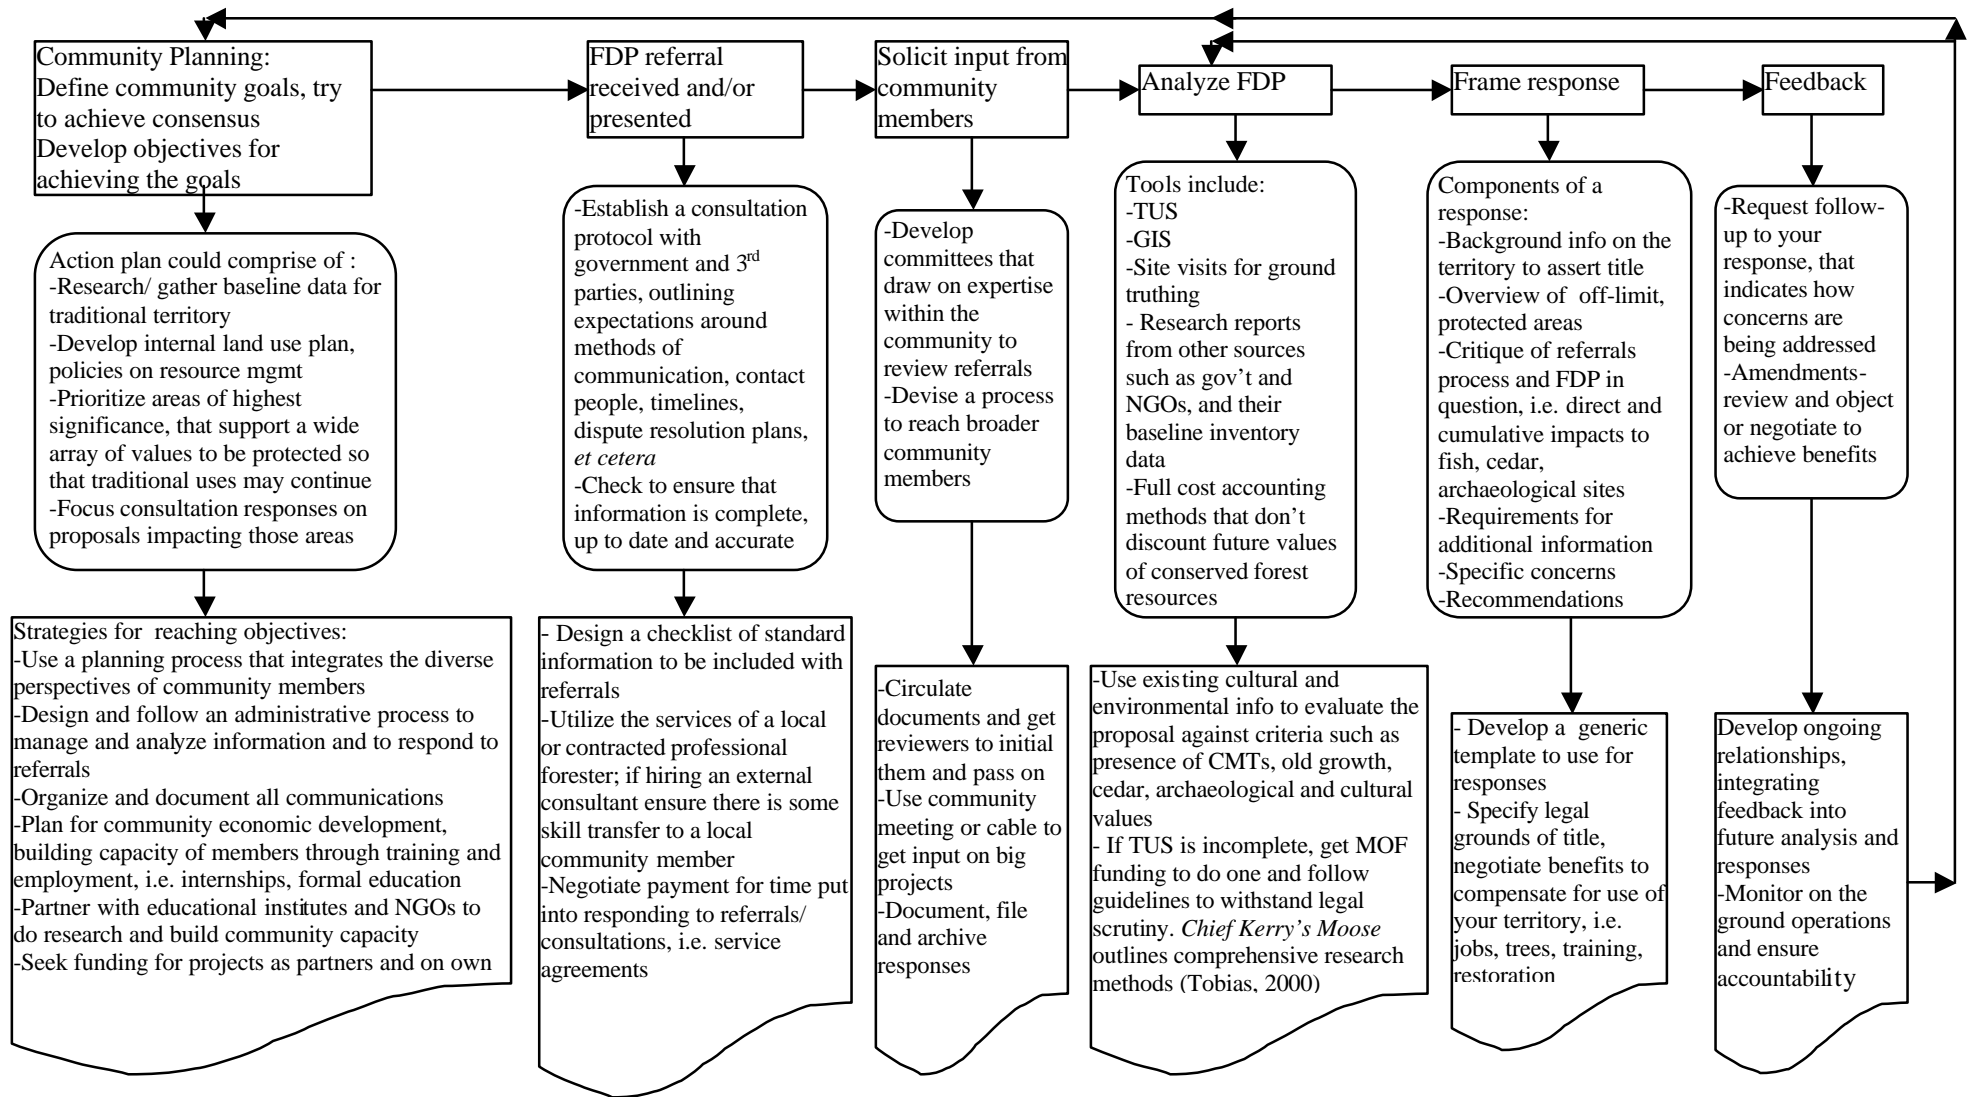 Community Planning:
Define community goals, try
to achieve consensus
Develop objectives for
achieving the goals
FDP referral
received and/or
presented
Solicit input from
community
members
Analyze FDP
Frame response
Feedback
Action plan could comprise of :
-Research/ gather baseline data for
traditional territory
-Develop internal land use plan,
policies on resource mgmt
-Prioritize areas of highest
significance, that support a wide
array of values to be protected so
that traditional uses may continue
-Focus consultation responses on
proposals impacting those areas
-Establish a consultation
protocol with
government and 3rd
parties, outlining
expectations around
methods of
communication, contact
people, timelines,
dispute resolution plans,
et cetera
-Check to ensure that
information is complete,
up to date and accurate
-Develop
committees that
draw on expertise
within the
community to
review referrals
-Devise a process
to reach broader
community
members
Tools include:
-TUS
-GIS
-Site visits for ground
truthing
- Research reports
from other sources
such as gov’t and
NGOs, and their
baseline inventory
data
-Full cost accounting
methods that don’t
discount future values
of conserved forest
resources
Components of a
response:
-Background info on the
territory to assert title
-Overview of off-limit,
protected areas
-Critique of referrals
process and FDP in
question, i.e. direct and
cumulative impacts to
fish, cedar,
archaeological sites
-Requirements for
additional information
-Specific concerns
-Recommendations
-Request follow-
up to your
response, that
indicates how
concerns are
being addressed
-Amendments-
review and object
or negotiate to
achieve benefits
Strategies for reaching objectives:
-Use a planning process that integrates the diverse
perspectives of community members
-Design and follow an administrative process to
manage and analyze information and to respond to
referrals
-Organize and document all communications
-Plan for community economic development,
building capacity of members through training and
employment, i.e. internships, formal education
-Partner with educational institutes and NGOs to
do research and build community capacity
-Seek funding for projects as partners and on own
- Design a checklist of standard
information to be included with
referrals
-Utilize the services of a local
or contracted professional
forester; if hiring an external
consultant ensure there is some
skill transfer to a local
community member
-Negotiate payment for time put
into responding to referrals/
consultations, i.e. service
agreements
-Circulate
documents and get
reviewers to initial
them and pass on
-Use community
meeting or cable to
get input on big
projects
-Document, file
and archive
responses
-Use existing cultural and
environmental info to evaluate the
proposal against criteria such as
presence of CMTs, old growth,
cedar, archaeological and cultural
values
- If TUS is incomplete, get MOF
funding to do one and follow
guidelines to withstand legal
scrutiny. Chief Kerry’s Moose
outlines comprehensive research
methods (Tobias, 2000)
- Develop a generic
template to use for
responses
- Specify legal
grounds of title,
negotiate benefits to
compensate for use of
your territory, i.e.
jobs, trees, training,
restoration
Develop ongoing
relationships,
integrating
feedback into
future analysis and
responses
-Monitor on the
ground operations
and ensure
accountability